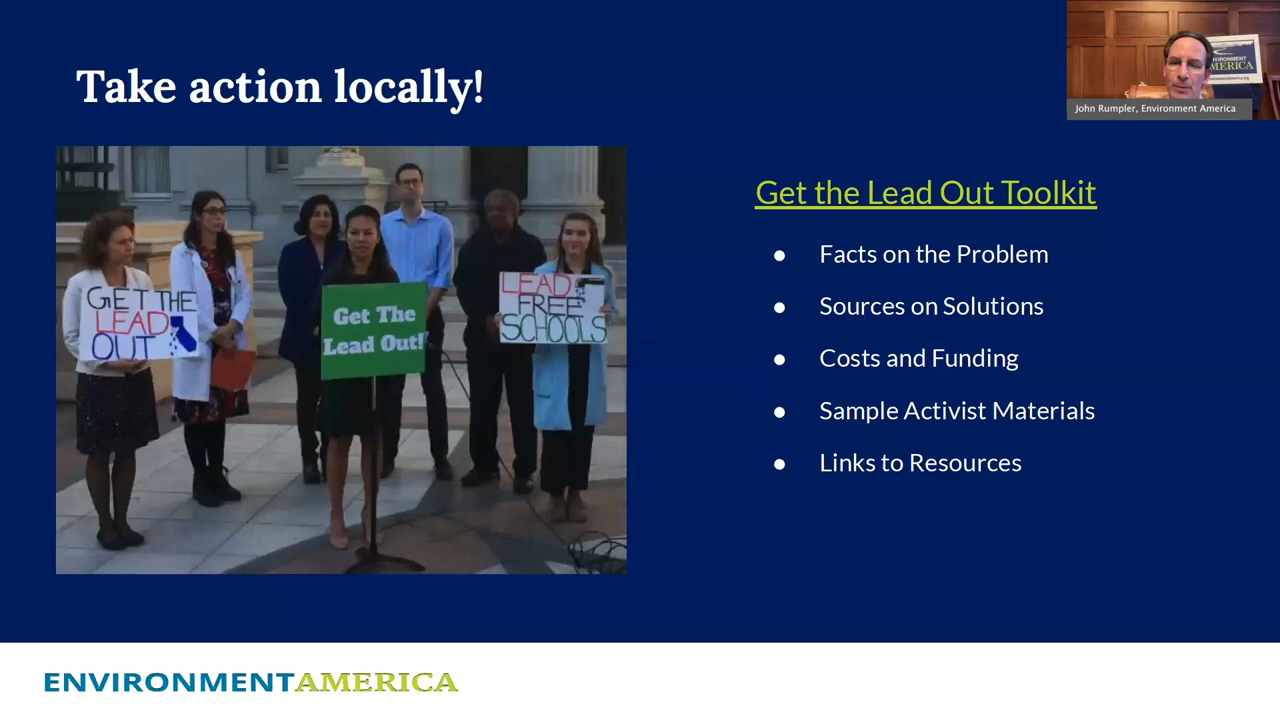 Take action locally!
ENVIRONMENT
AMERICA
John Rumpler, Environment America
Get the Lead Out Toolkit
● Facts on the Problem
● Sources on Solutions
● Costs and Funding
● Sample Activist Materials
● Links to Resources
GET THE
LEAD
OUT
Get The
Lead Out!
LEAD
FREE
SCHOOLS
ENVIRONMENTAMERICA